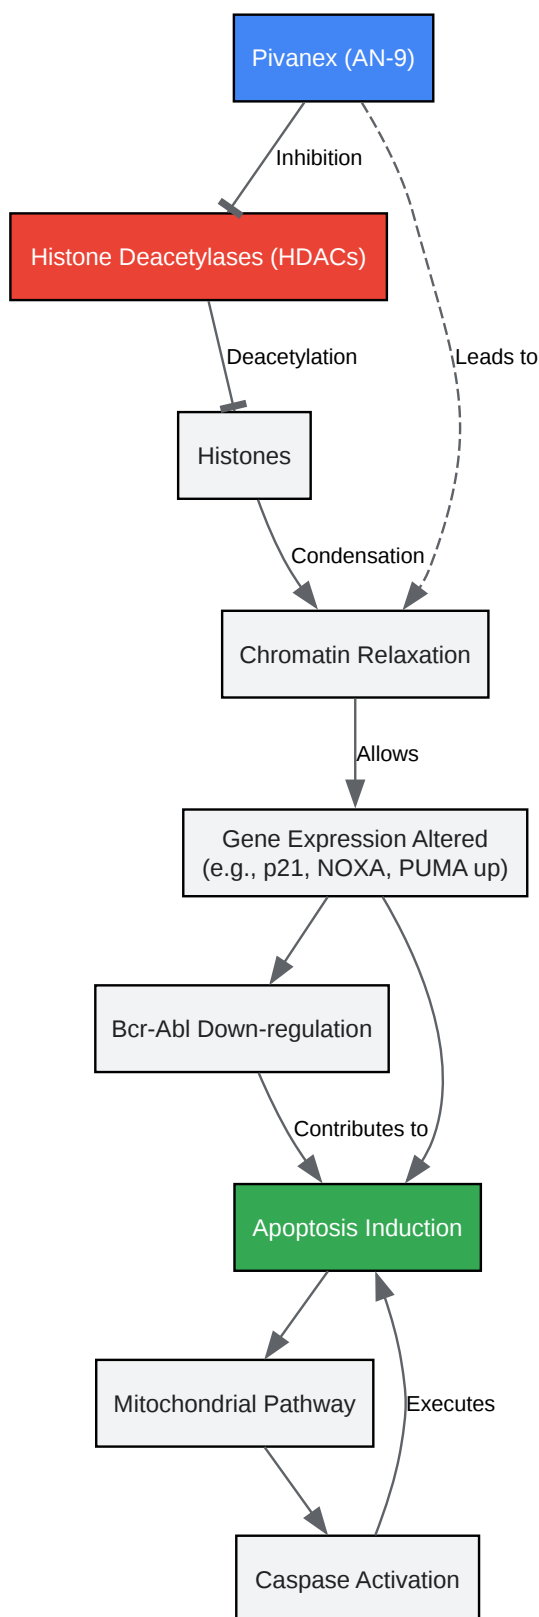 Pivanex (AN-9)
Inhibition
Histone Deacetylases (HDACs)
Deacetylation
Leads to
Histones
Condensation
Chromatin Relaxation
Allows
Gene Expression Altered
(e.g., p21, NOXA, PUMA up)
Bcr-Abl Down-regulation
Contributes to
Apoptosis Induction
Mitochondrial Pathway
Executes
Caspase Activation